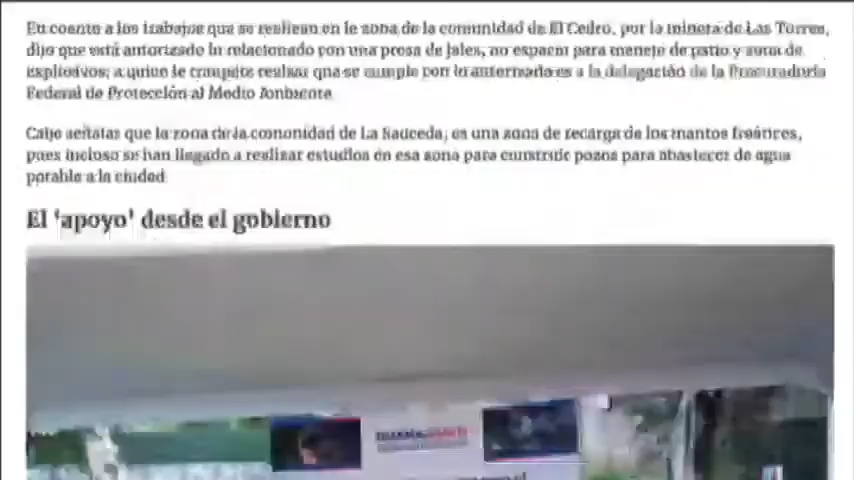 En cuanto a los trabajos que se realizan en la zona de la comunidad de El Cedro, por la minera de Las Torres,
dijo que está autorizado lo relacionado con una presa de jales, no espacio para manejo de patio y zona de
explosivos; a quien le compete revisar que se cumple con lo autorizado es a la delegación de la Procuraduría
Federal de Protección al Medio Ambiente
Cabe señalar que la zona de la comunidad de La Sauceda, es una zona de recarga de los mantos freáticos,
pues incluso se han llegado a realizar estudios en esa zona para construir pozos para abastecer de agua
potable a la ciudad
El 'apoyo' desde el gobierno